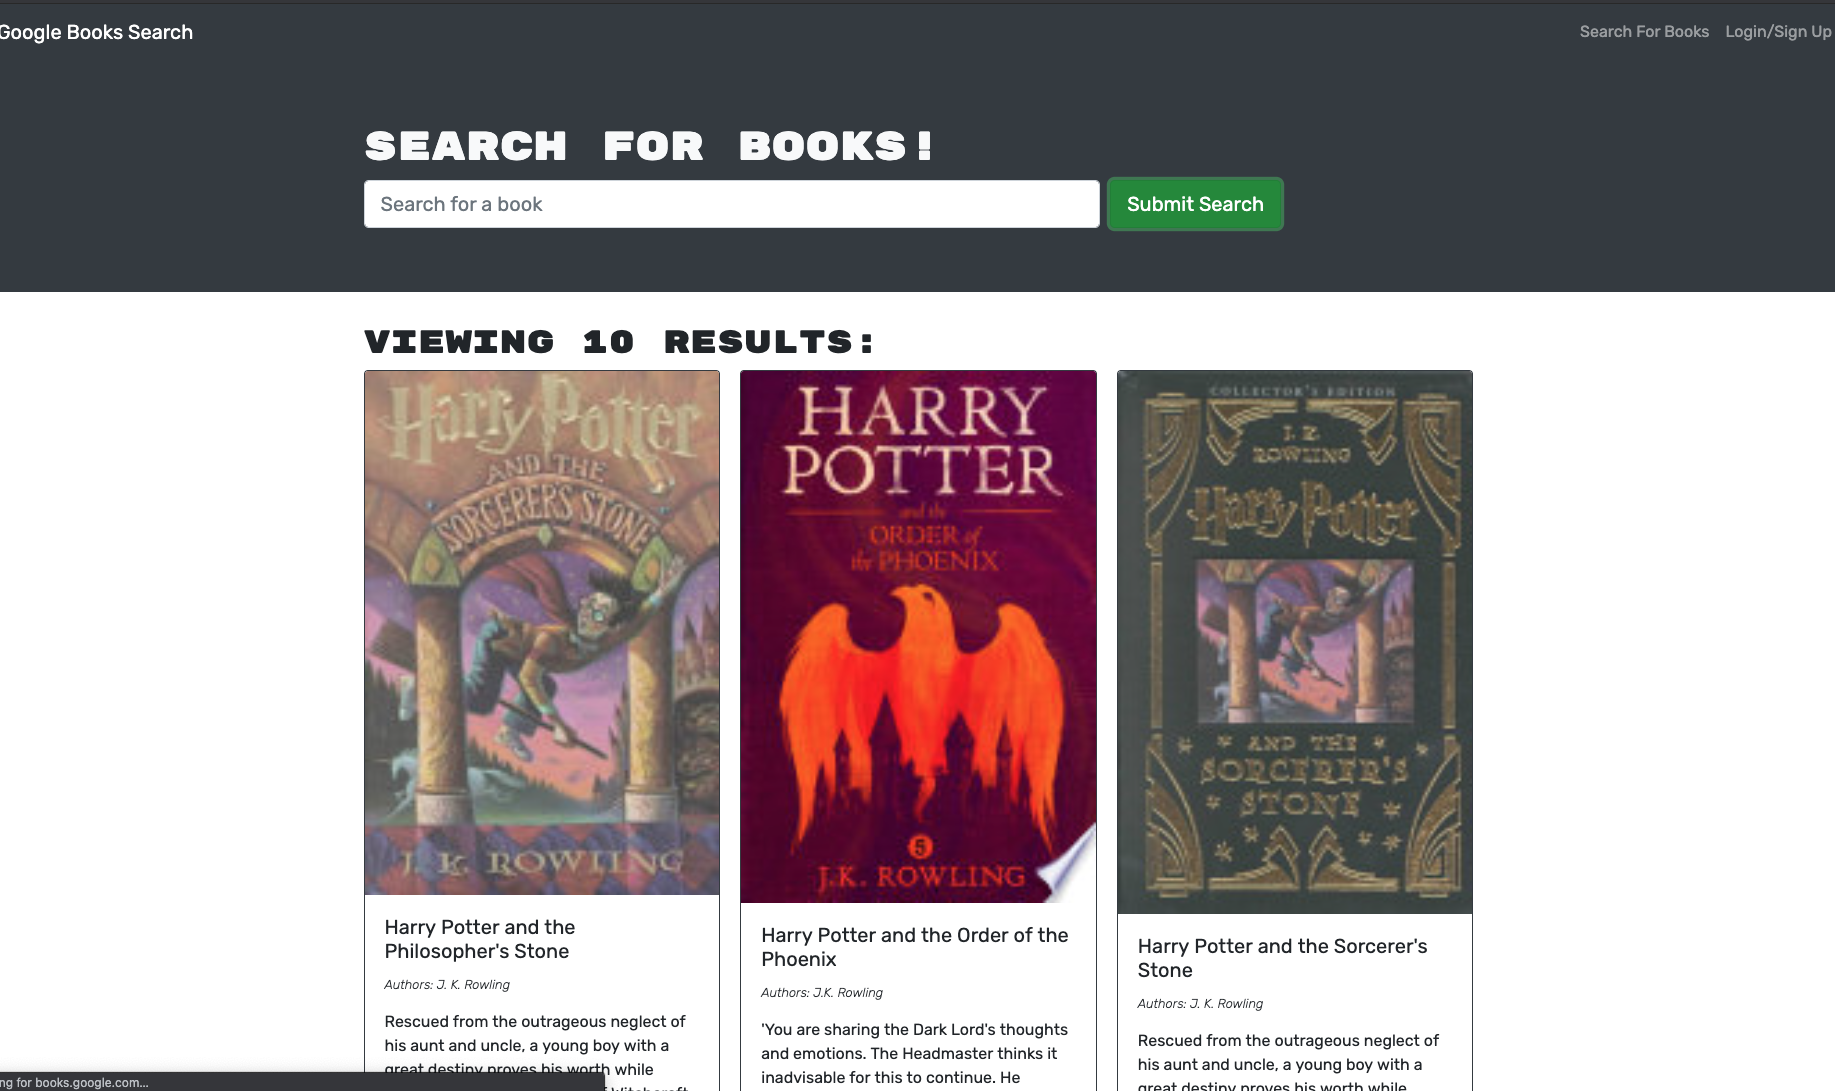 Google Books Search
Search For Books
Login/Sign Up
SEARCH FOR BOOKS!
Search for a book
Submit Search
VIEWING 10 RESULTS:
Harry Potter
AND THE
SORCERER'S STONE
J. K. ROWLING
Harry Potter and the
Philosopher's Stone
Authors: J. K. Rowling
Rescued from the outrageous neglect of
his aunt and uncle, a young boy with a
great destiny proves his worth while
HARRY
POTTER
and the
ORDER of
the PHOENIX
5
J.K. ROWLING
Harry Potter and the Order of the
Phoenix
Authors: J.K. Rowling
'You are sharing the Dark Lord's thoughts
and emotions. The Headmaster thinks it
inadvisable for this to continue. He
COLLECTOR'S EDITION
J.K.
ROWLING
Harry Potter
AND THE
SORCERER'S
STONE
Harry Potter and the Sorcerer's
Stone
Authors: J. K. Rowling
Rescued from the outrageous neglect of
his aunt and uncle, a young boy with a
great destiny proves his worth while
ng for books.google.com...